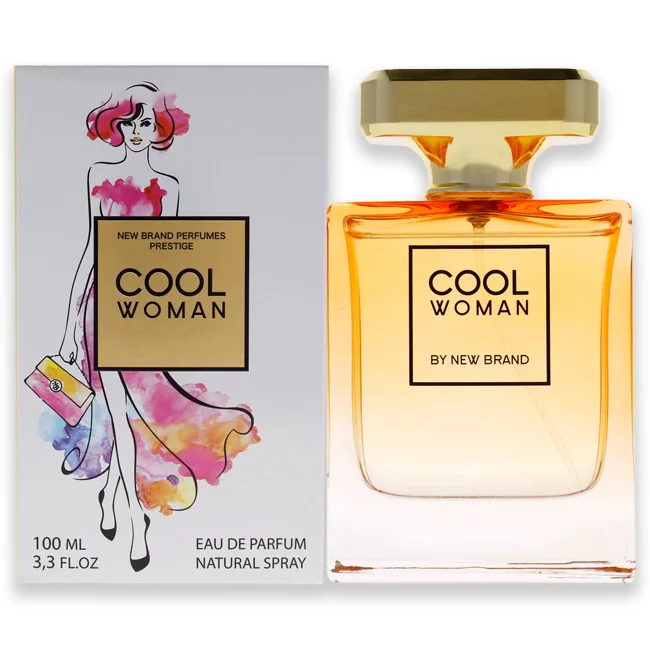 NEW BRAND PERFUMES
PRESTIGE
COOL
WOMAN
100 ML
3,3 FL.OZ
EAU DE PARFUM
NATURAL SPRAY
COOL
WOMAN
BY NEW BRAND